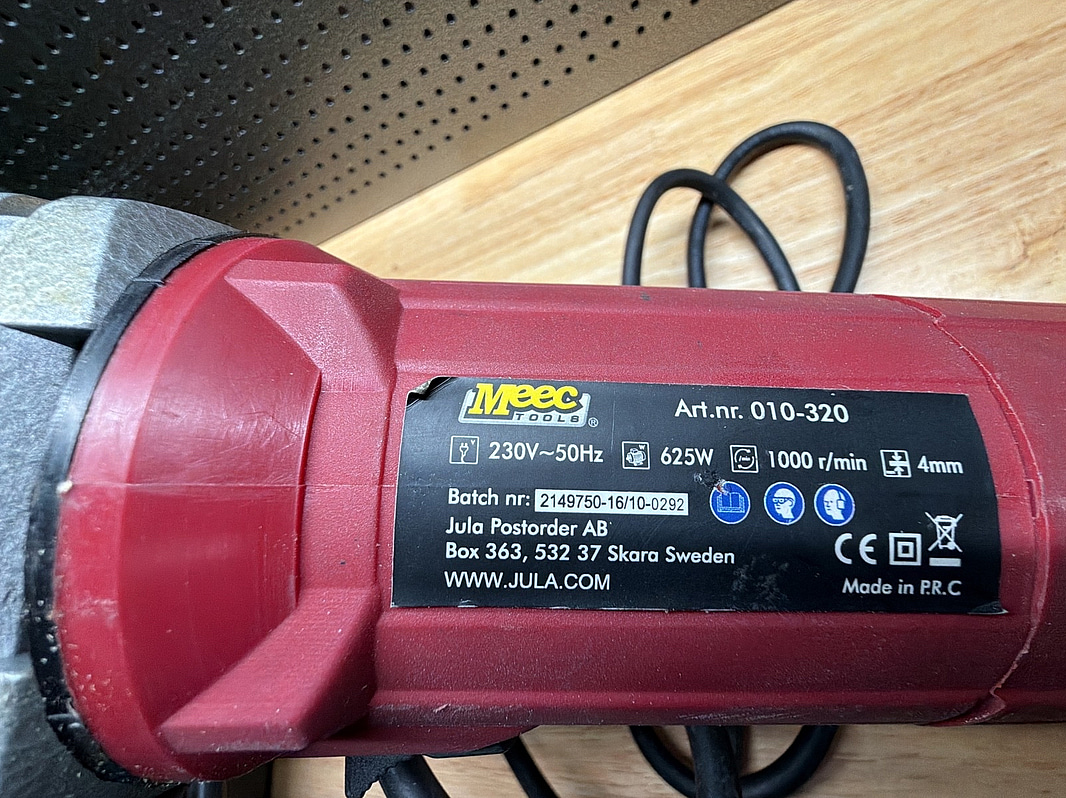 Meec
TOOLS ®
Art.nr. 010-320
V 230V~50Hz W 625W /min 1000 r/min 4mm
Batch nr: 2149750-16/10-0292
Jula Postorder AB
Box 363, 532 37 Skara Sweden
WWW.JULA.COM
CE
Made in P.R.C